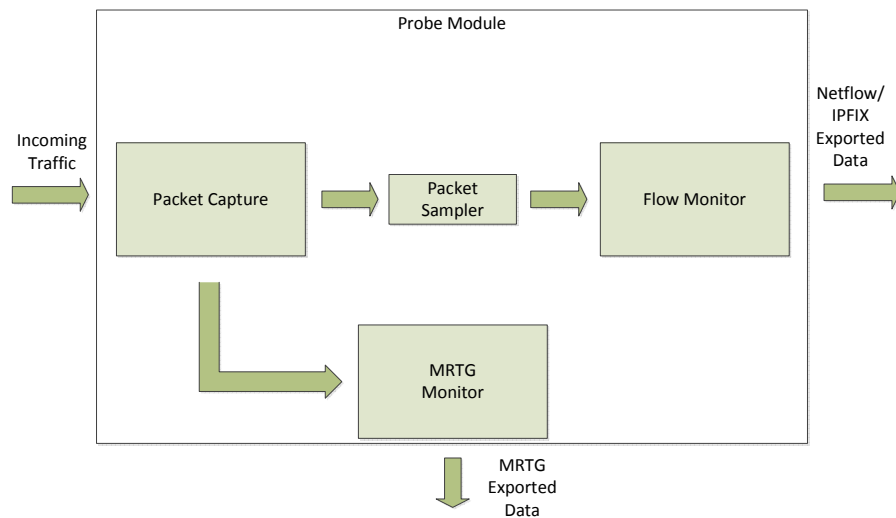 Probe Module
Netflow/
IPFIX
Exported
Data
Incoming
Traffic
Packet Capture
Packet
Sampler
Flow Monitor
MRTG
Monitor
MRTG
Exported
Data